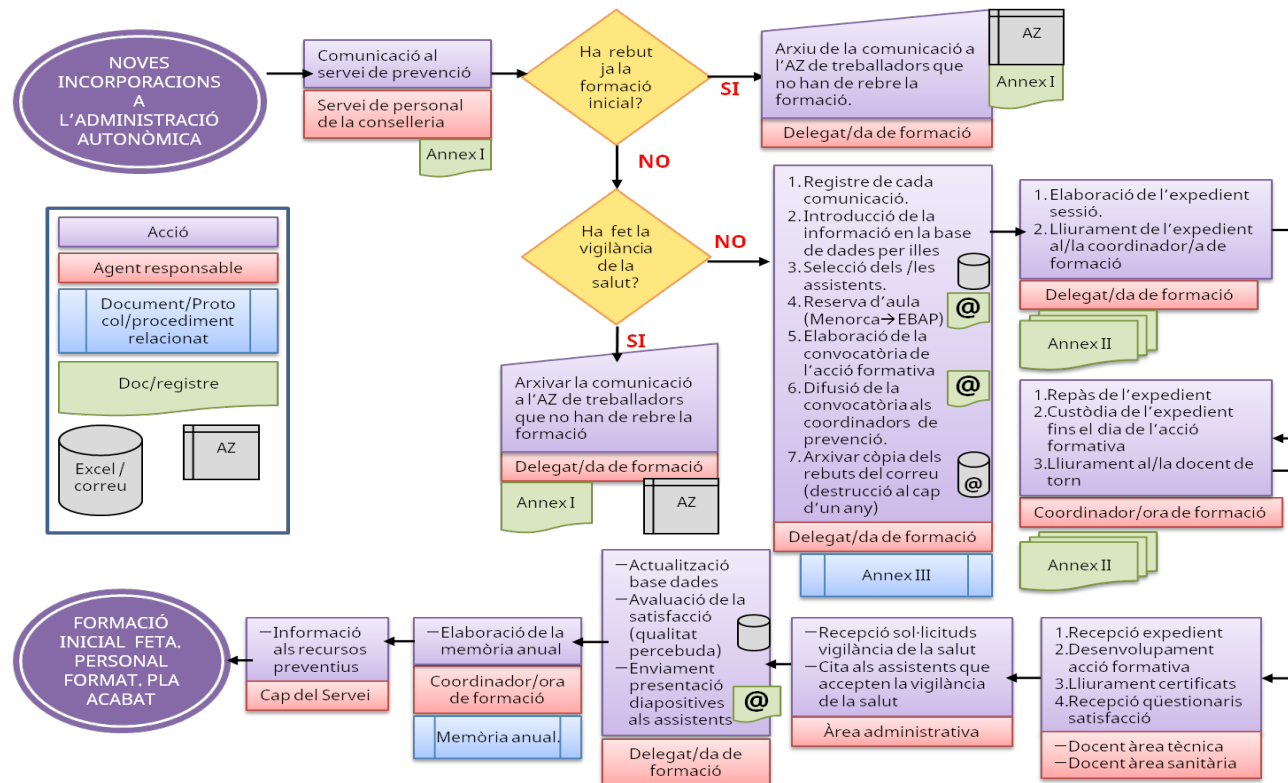 NOVES
INCORPORACIONS
A
L'ADMINISTRACIÓ
AUTONÒMICA
Comunicació al
servei de prevenció
Servei de personal
de la conselleria
Annex I
Ha rebut
ja la
formació
inicial?
SI
NO
Arxiu de la comunicació a
l'AZ de treballadors que
no han de rebre la
formació.
Delegat/da de formació
AZ
Annex I
Acció
Agent responsable
Document/Proto
col/procediment
relacionat
Doc/registre
Excel /
correu
AZ
Ha fet la
vigilància
de la
salut?
NO
SI
Arxivar la comunicació
a l'AZ de treballadors
que no han de rebre la
formació
Delegat/da de formació
Annex I
AZ
1. Registre de cada
comunicació.
2. Introducció de la
informació en la base
de dades per illes
3. Selecció dels /les
assistents.
4. Reserva d'aula
(Menorca→EBAP)
5. Elaboració de la
convocatòria de
l'acció formativa
6. Difusió de la
convocatòria als
coordinadors de
prevenció.
7. Arxivar còpia dels
rebuts del correu
(destrucció al cap
d'un any)
@
@
@
Delegat/da de formació
Annex III
1. Elaboració de l'expedient
sessió.
2. Lliurament de l'expedient
al/la coordinador/a de
formació
Delegat/da de formació
Annex II
1. Repàs de l'expedient
2. Custòdia de l'expedient
fins el dia de l'acció
formativa
3. Lliurament al/la docent de
torn
Coordinador/ora de formació
Annex II
1. Recepció expedient
2. Desenvolupament
acció formativa
3. Lliurament certificats
4. Recepció qüestionaris
satisfacció
—Docent àrea tècnica
—Docent àrea sanitària
—Recepció sol·licituds
vigilància de la salut
—Cita als assistents que
accepten la vigilància
de la salut
Àrea administrativa
—Actualització
base dades
—Avaluació de la
satisfacció
(qualitat
percebuda)
—Enviament
presentació
diapositives
als assistents
@
Delegat/da de
formació
—Elaboració de la
memòria anual
Coordinador/ora
de formació
Memòria anual.
—Informació
als recursos
preventius
Cap del Servei
FORMACIÓ
INICIAL FETA.
PERSONAL
FORMAT. PLA
ACABAT